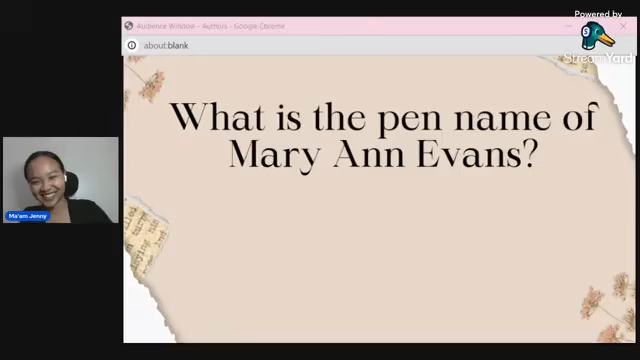 Powered by
StreamYard
Audience Window - Authors - Google Chrome
about:blank
What is the pen name of
Mary Ann Evans?
Ma'am Jenny